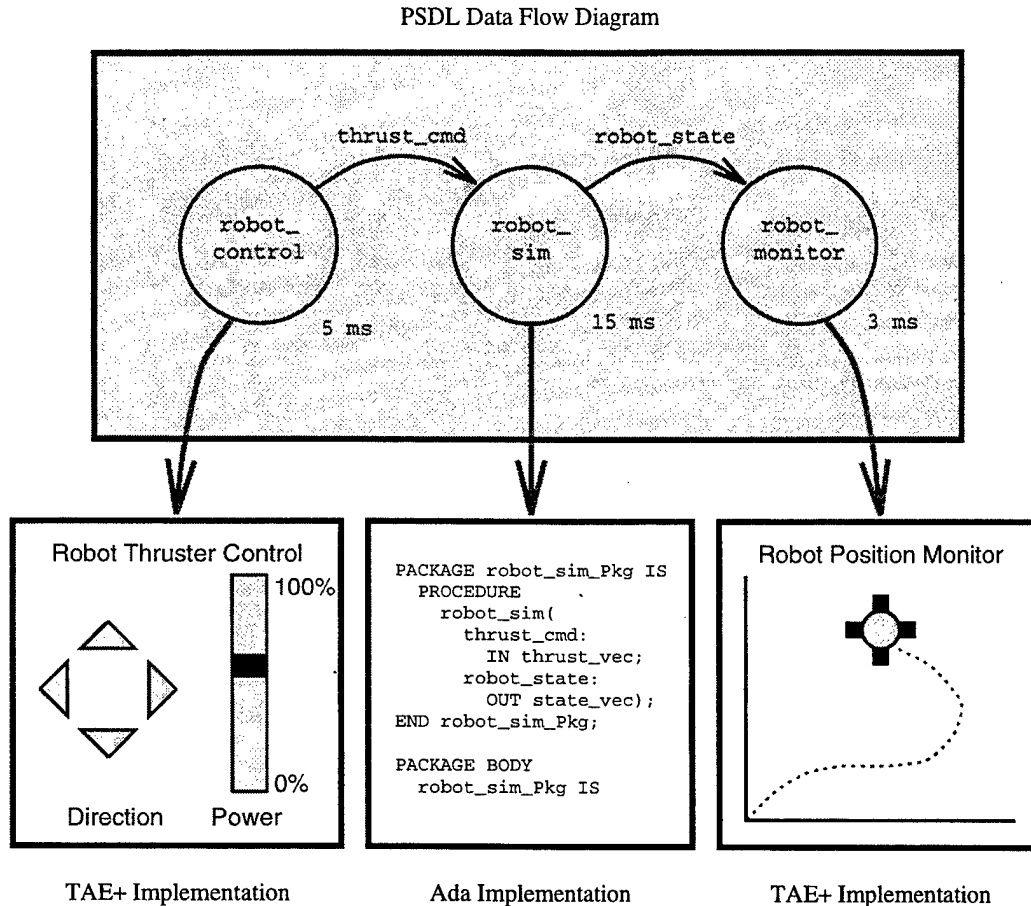 PSDL Data Flow Diagram
thrust_cmd
robot_state
robot_
control
robot_
sim
robot_
monitor
5 ms
15 ms
3 ms
Robot Thruster Control
100%
0%
Direction
Power
PACKAGE robot_sim_Pkg IS
PROCEDURE
robot_sim(
thrust_cmd:
IN thrust_vec;
robot_state:
OUT state_vec);
END robot_sim_Pkg;
PACKAGE BODY
robot_sim_Pkg IS
Robot Position Monitor
TAE+ Implementation
Ada Implementation
TAE+ Implementation